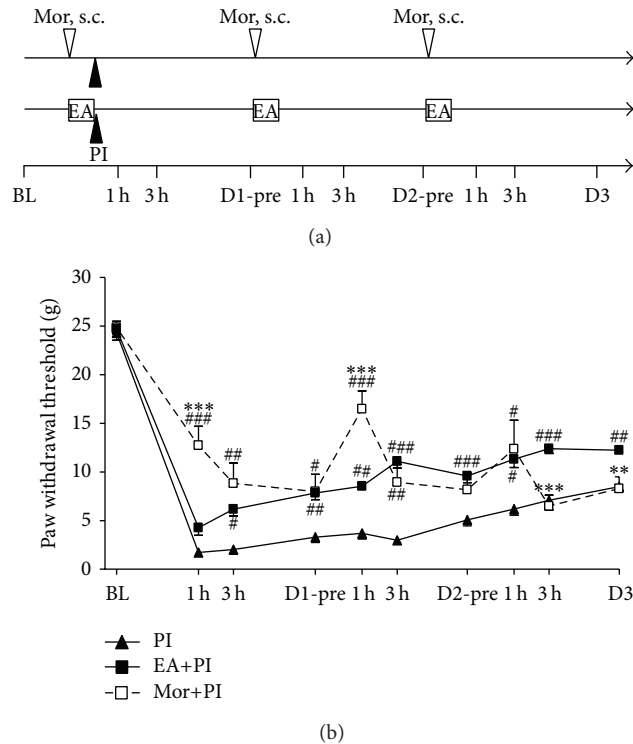 Mor, s.c. Mor, s.c. Mor, s.c.
EA EA EA
PI
BL 1 h 3 h D1-pre 1 h 3 h D2-pre 1 h 3 h D3
(a)
30
25
20
15
10
5
0
Paw withdrawal threshold (g)
***
###
##
#
##
#
***
###
##
###
##
###
#
#
###
***
##
**
BL 1 h 3 h D1-pre 1 h 3 h D2-pre 1 h 3 h D3
PI
EA+PI
Mor+PI
(b)